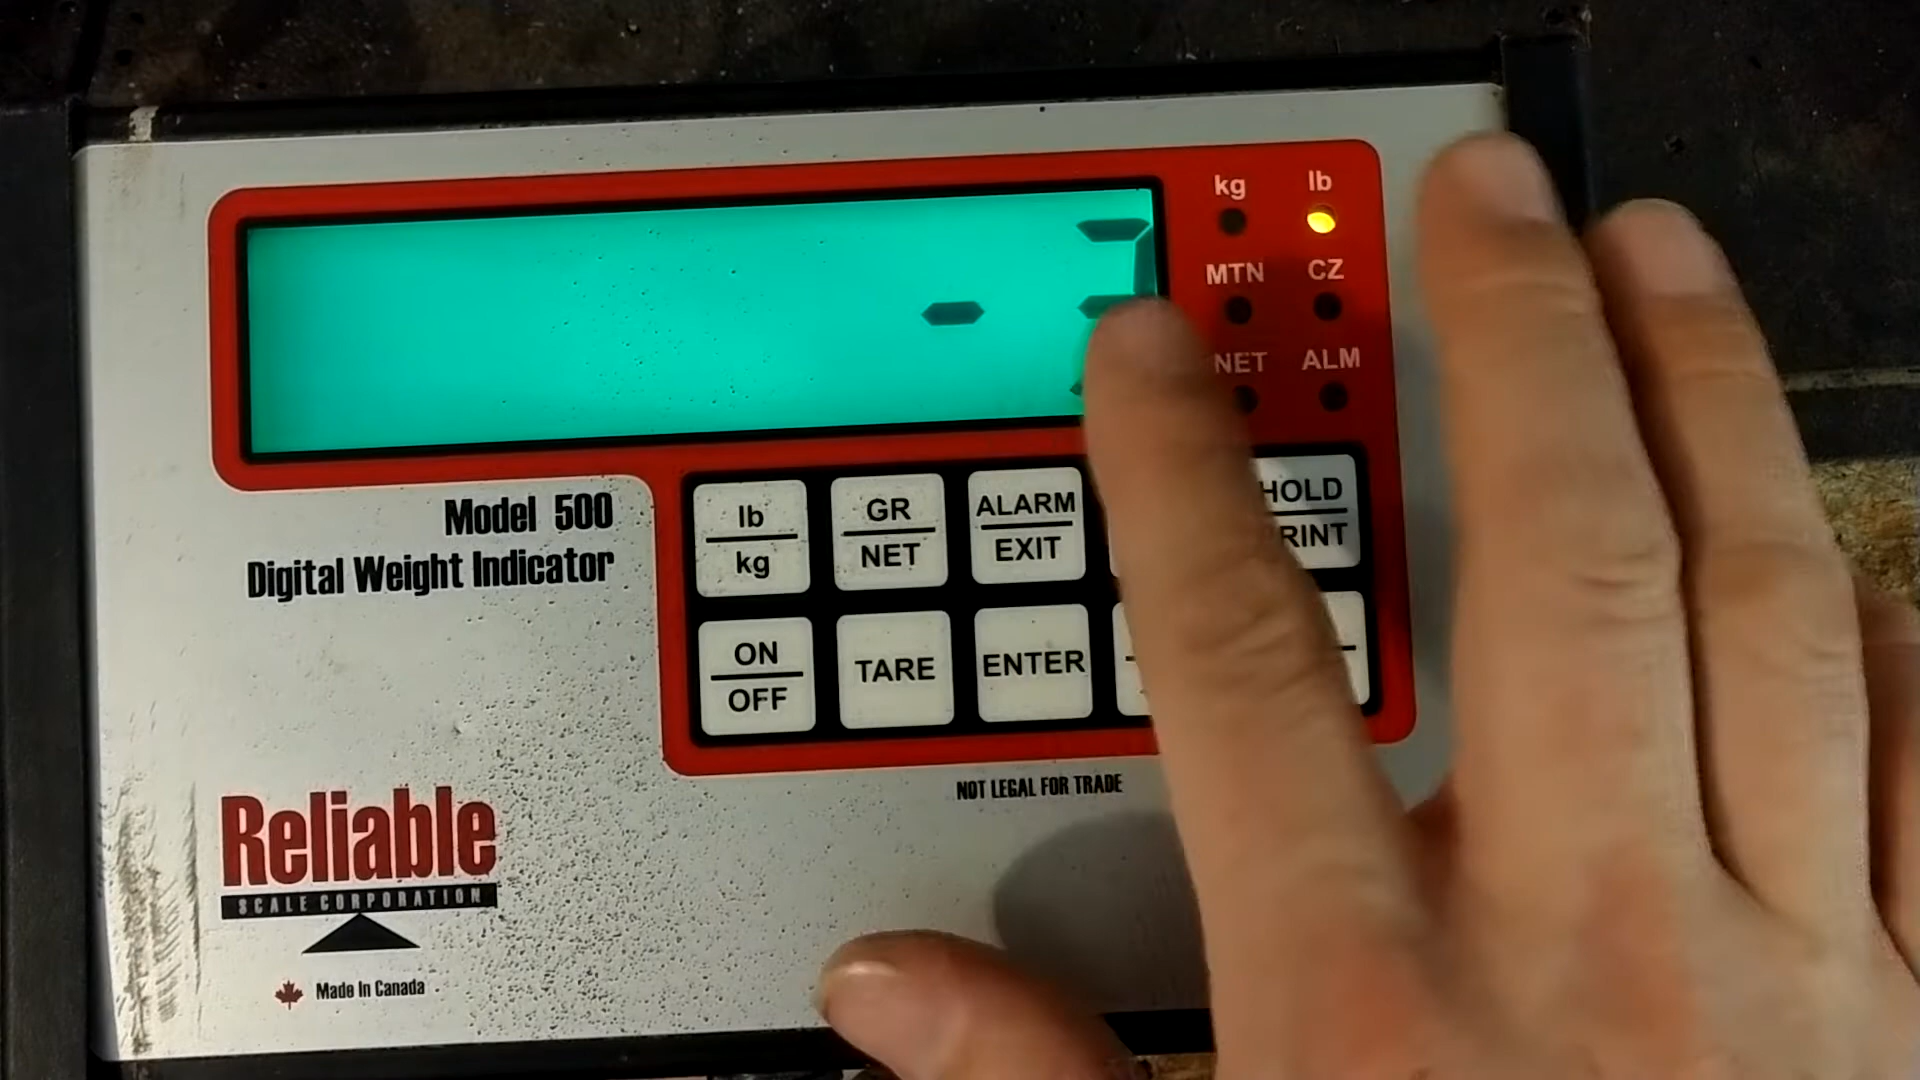 kg lb
MTN CZ
NET ALM
Model 500
Digital Weight Indicator
lb
kg
GR
NET
ALARM
EXIT
HOLD
ON
OFF
TARE
ENTER
NOT LEGAL FOR TRADE
Reliable
SCALE CORPORATION
Made In Canada